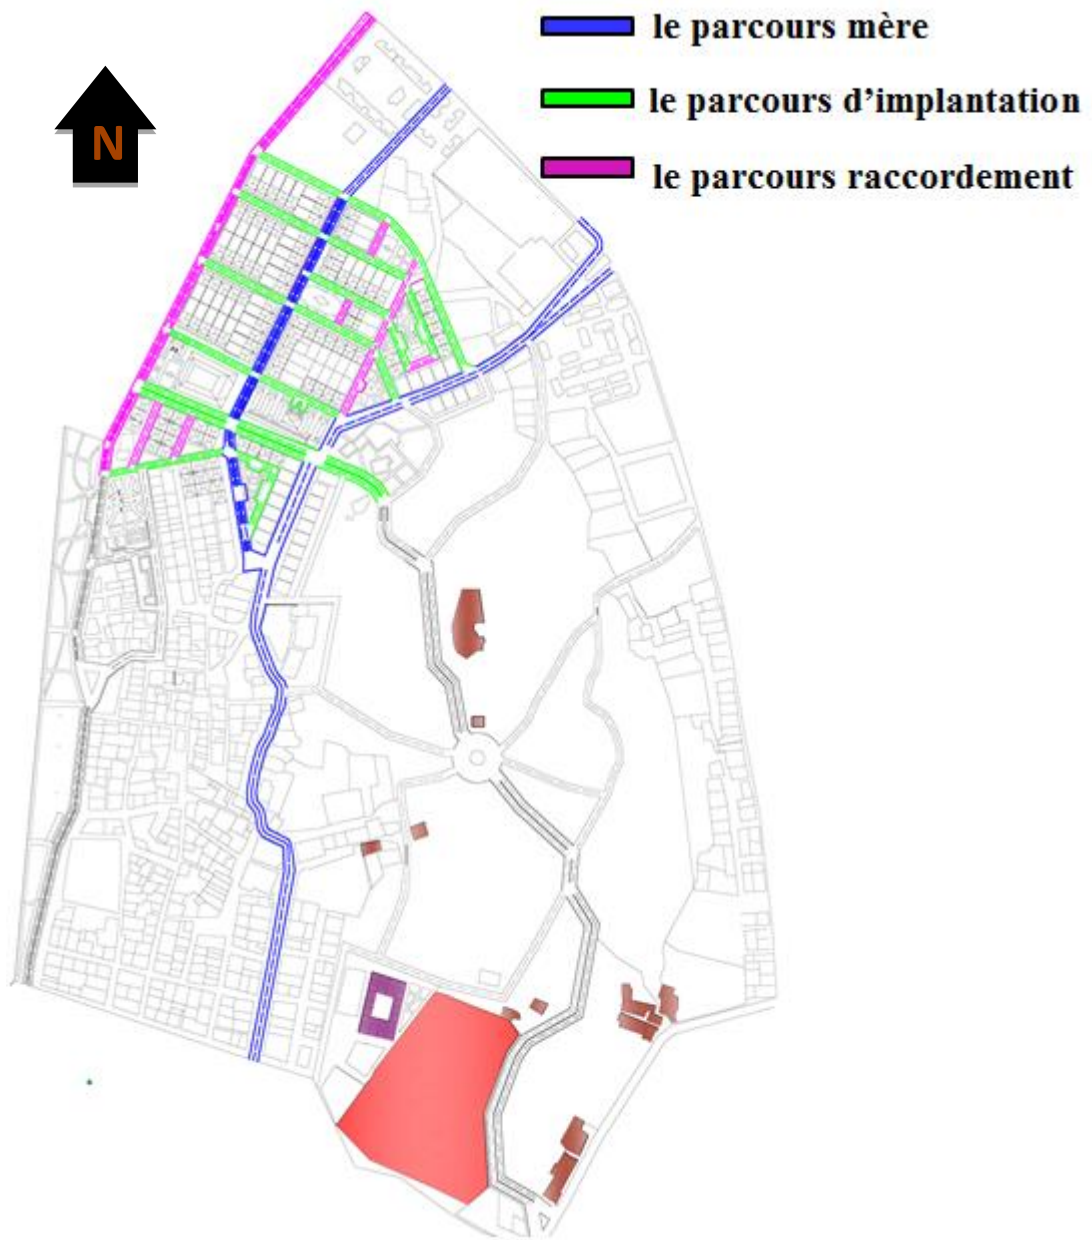 le parcours mère
le parcours d’implantation
le parcours raccordement
N